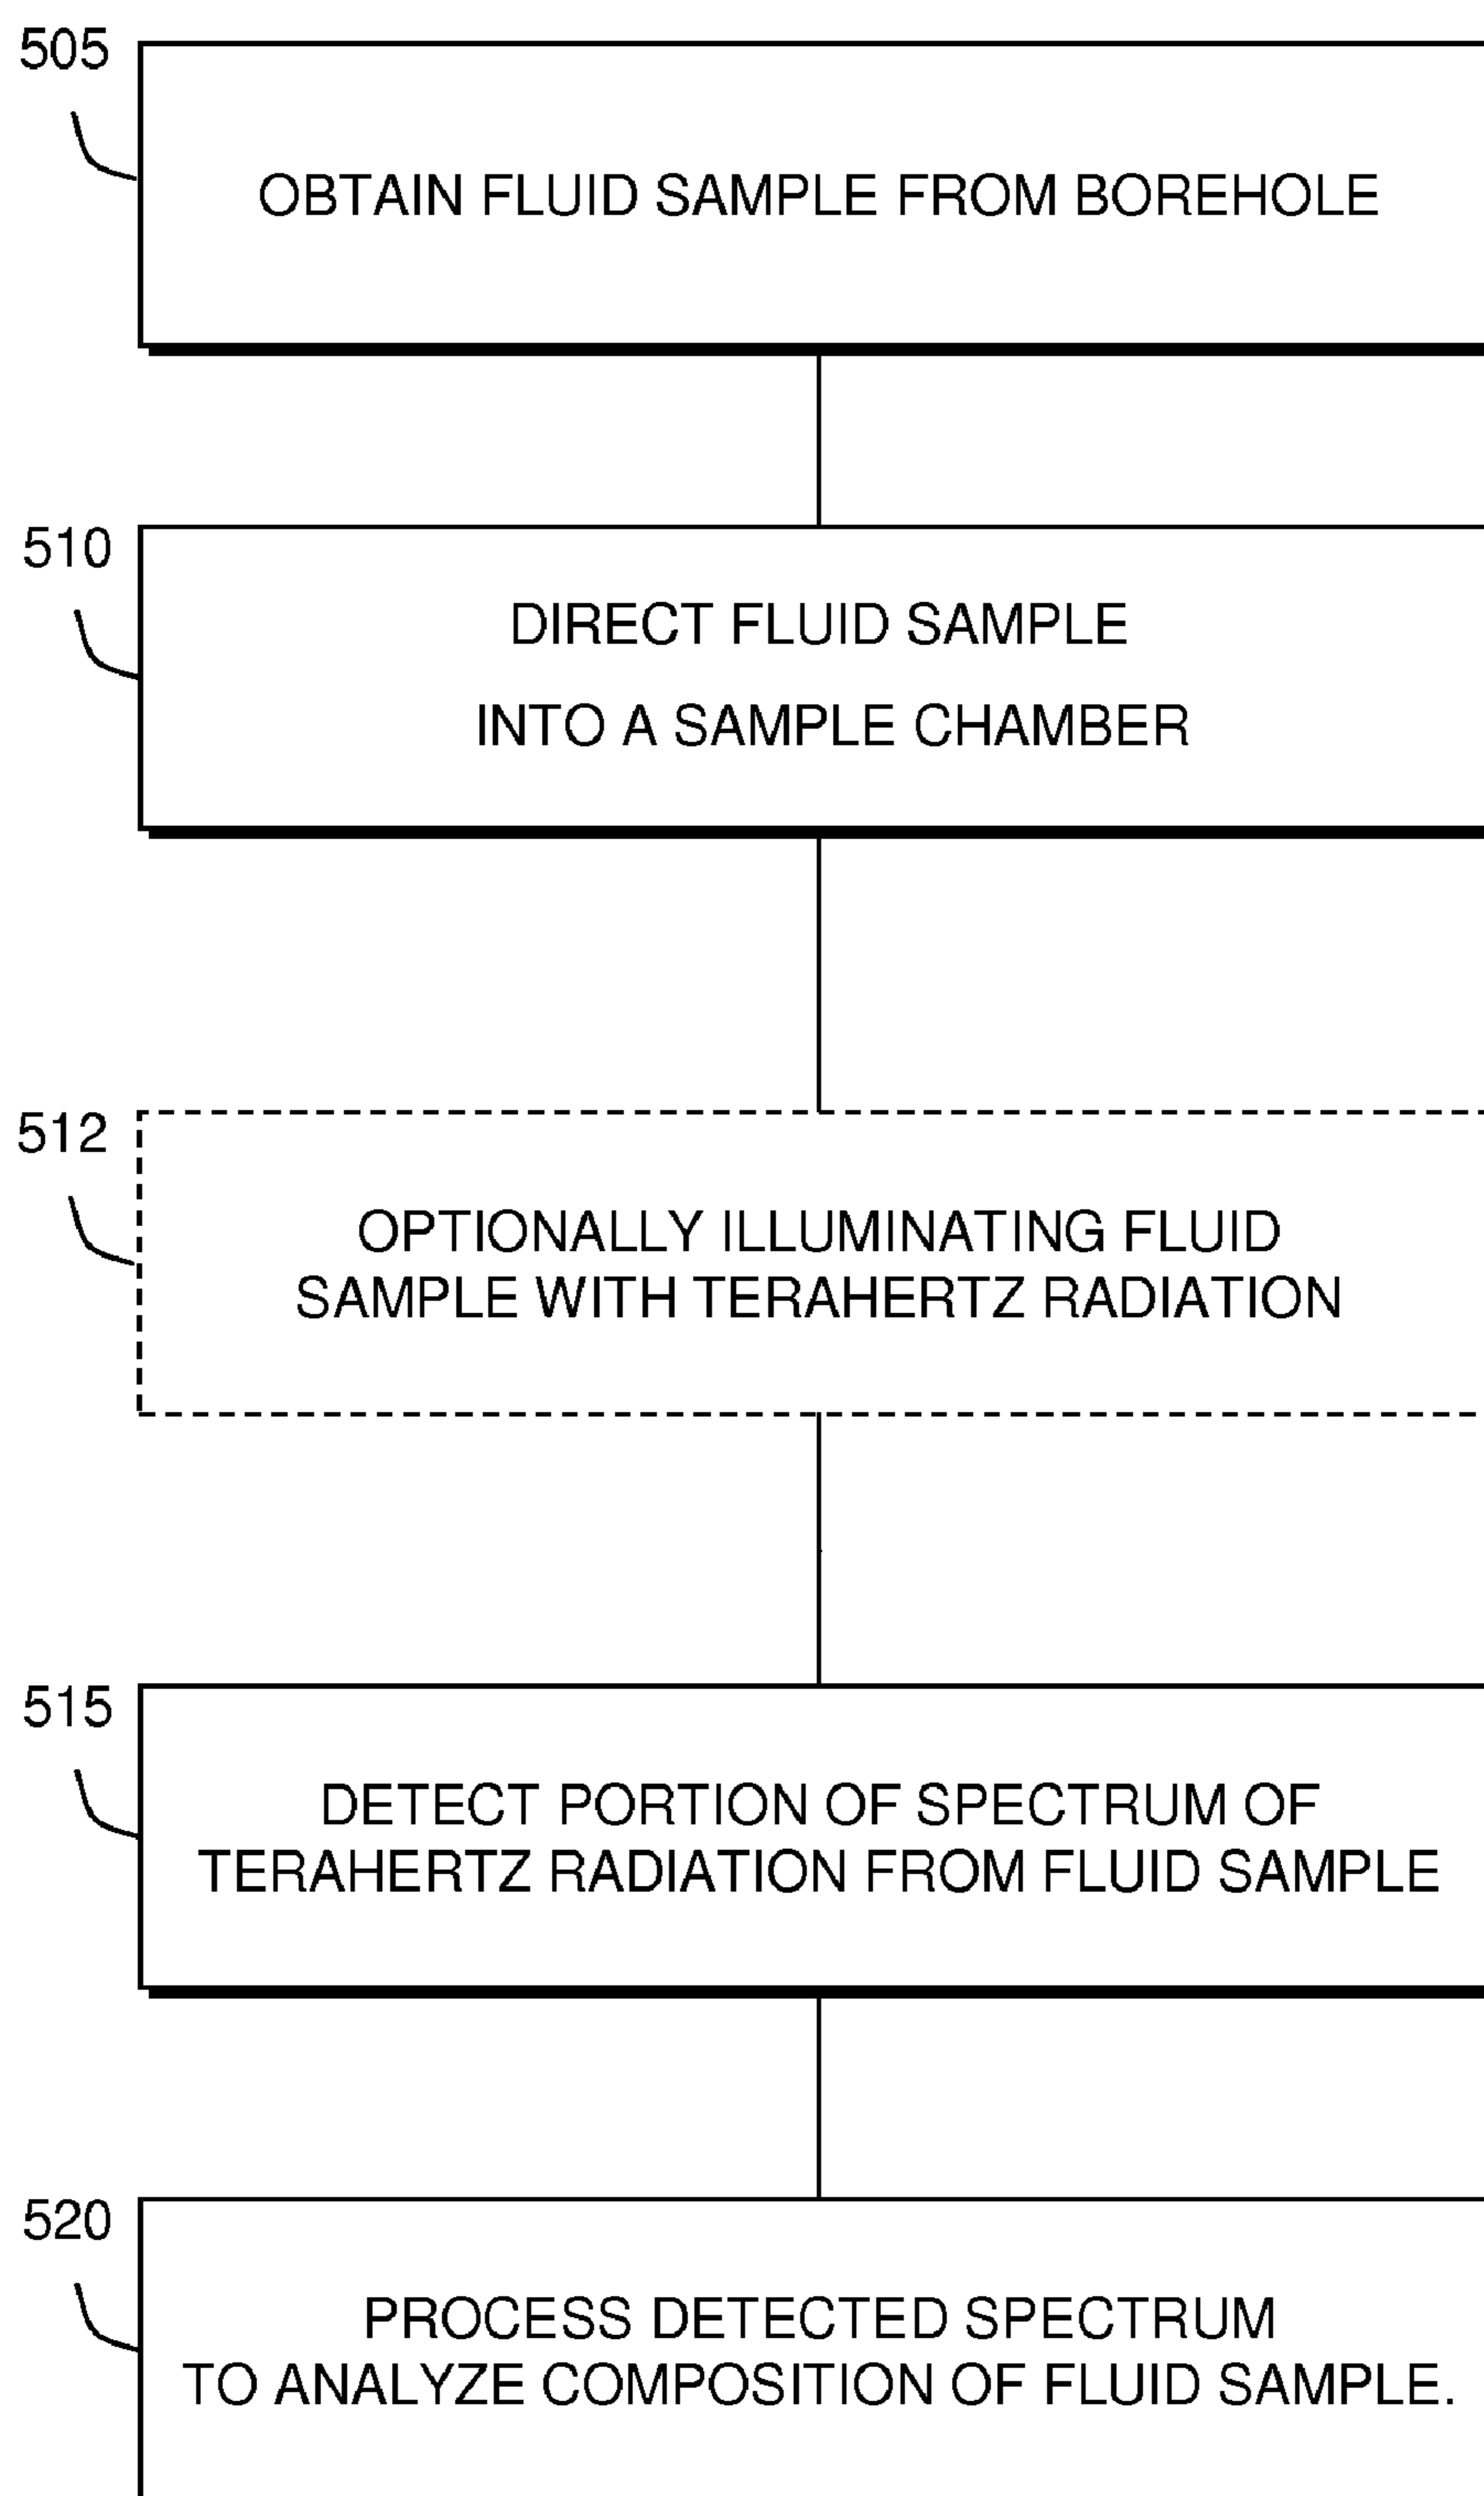 505
OBTAIN FLUID SAMPLE FROM BOREHOLE
510
DIRECT FLUID SAMPLE
INTO A SAMPLE CHAMBER
512
OPTIONALLY ILLUMINATING FLUID
SAMPLE WITH TERAHERTZ RADIATION
515
DETECT PORTION OF SPECTRUM OF
TERAHERTZ RADIATION FROM FLUID SAMPLE
520
PROCESS DETECTED SPECTRUM
TO ANALYZE COMPOSITION OF FLUID SAMPLE.